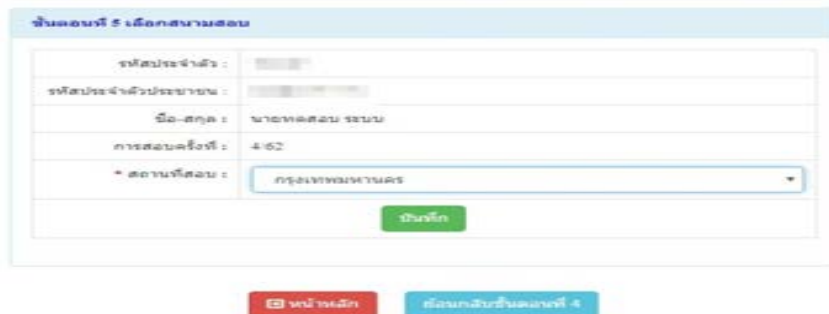 ขั้นตอนที่ 5 เลือกสนามสอบ
รหัสประจำตัว :
รหัสประจำตัวประชาชน :
ชื่อ-สกุล : นายทดสอบ ระบบ
การสอบครั้งที่ : 4/62
* สถานที่สอบ : กรุงเทพมหานคร
บันทึก
หน้าหลัก ย้อนกลับขั้นตอนที่ 4